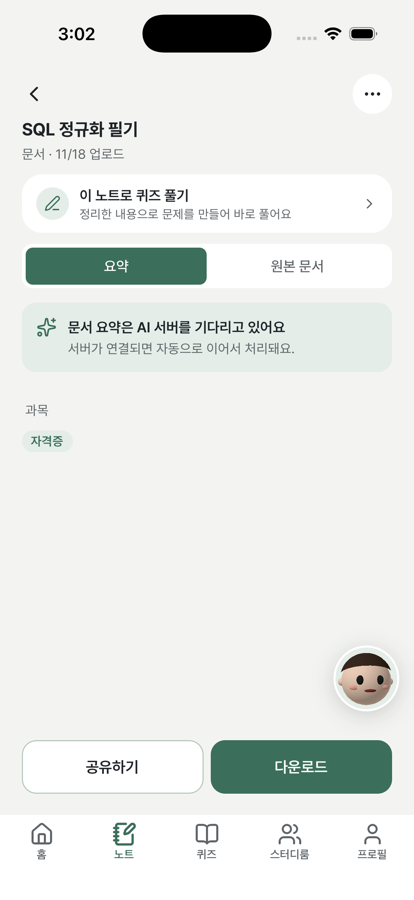 3:02
SQL 정규화 필기
문서 · 11/18 업로드
이 노트로 퀴즈 풀기
정리한 내용으로 문제를 만들어 바로 풀어요
요약
원본 문서
문서 요약은 AI 서버를 기다리고 있어요
서버가 연결되면 자동으로 이어서 처리돼요.
과목
자격증
공유하기
다운로드
홈
노트
퀴즈
스터디룸
프로필